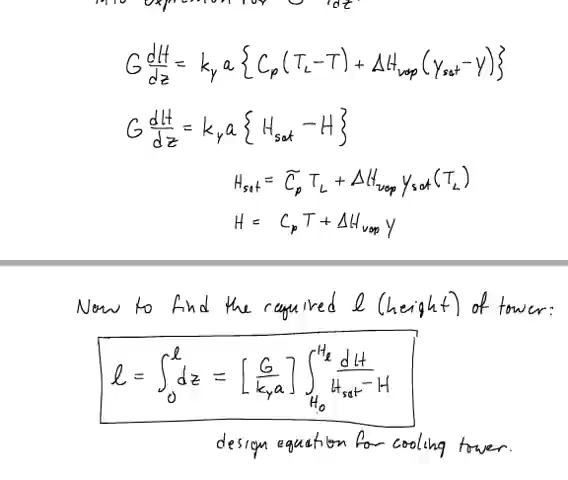 G dH/dz = k_y a { C_p (T_L - T) + ΔH_vap (y_sat - y) }
G dH/dz = k_y a { H_sat - H }
H_sat = C̃_p T_L + ΔH_vap y_sat (T_L)
H = C_p T + ΔH_vap y
Now to find the required l (height) of tower:
l = ∫_0^l dz = [ G / k_y a ] ∫_{H_0}^{H_l} dH / (H_sat - H)
design equation for cooling tower.